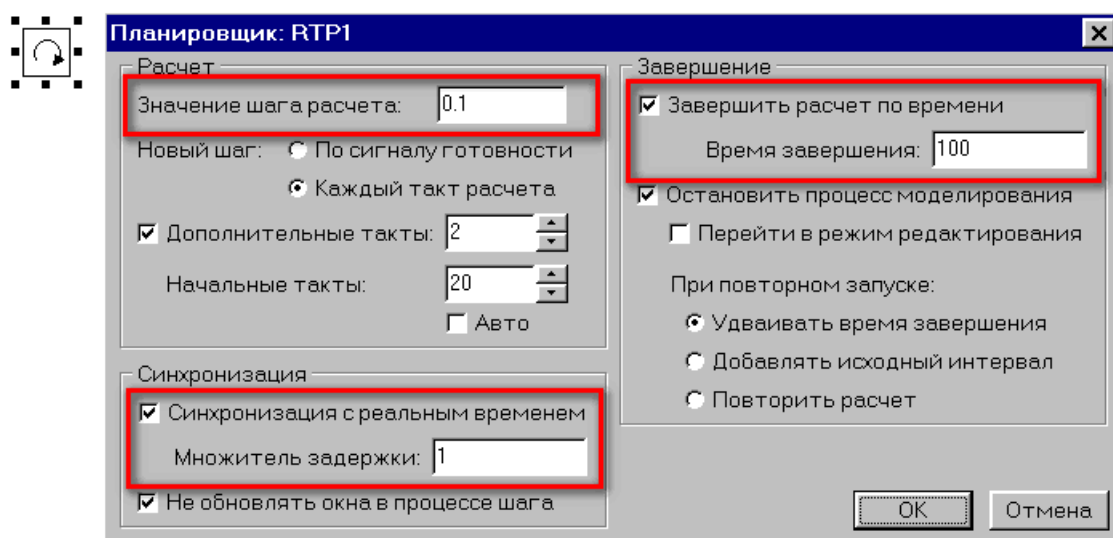 Планировщик: RTP1
Расчет
Значение шага расчета: 0.1
Новый шаг: По сигналу готовности
Каждый такт расчета
Дополнительные такты: 2
Начальные такты: 20
Авто
Синхронизация
Синхронизация с реальным временем
Множитель задержки: 1
Не обновлять окна в процессе шага
Завершение
Завершить расчет по времени
Время завершения: 100
Остановить процесс моделирования
Перейти в режим редактирования
При повторном запуске:
Удваивать время завершения
Добавлять исходный интервал
Повторить расчет
OK Отмена